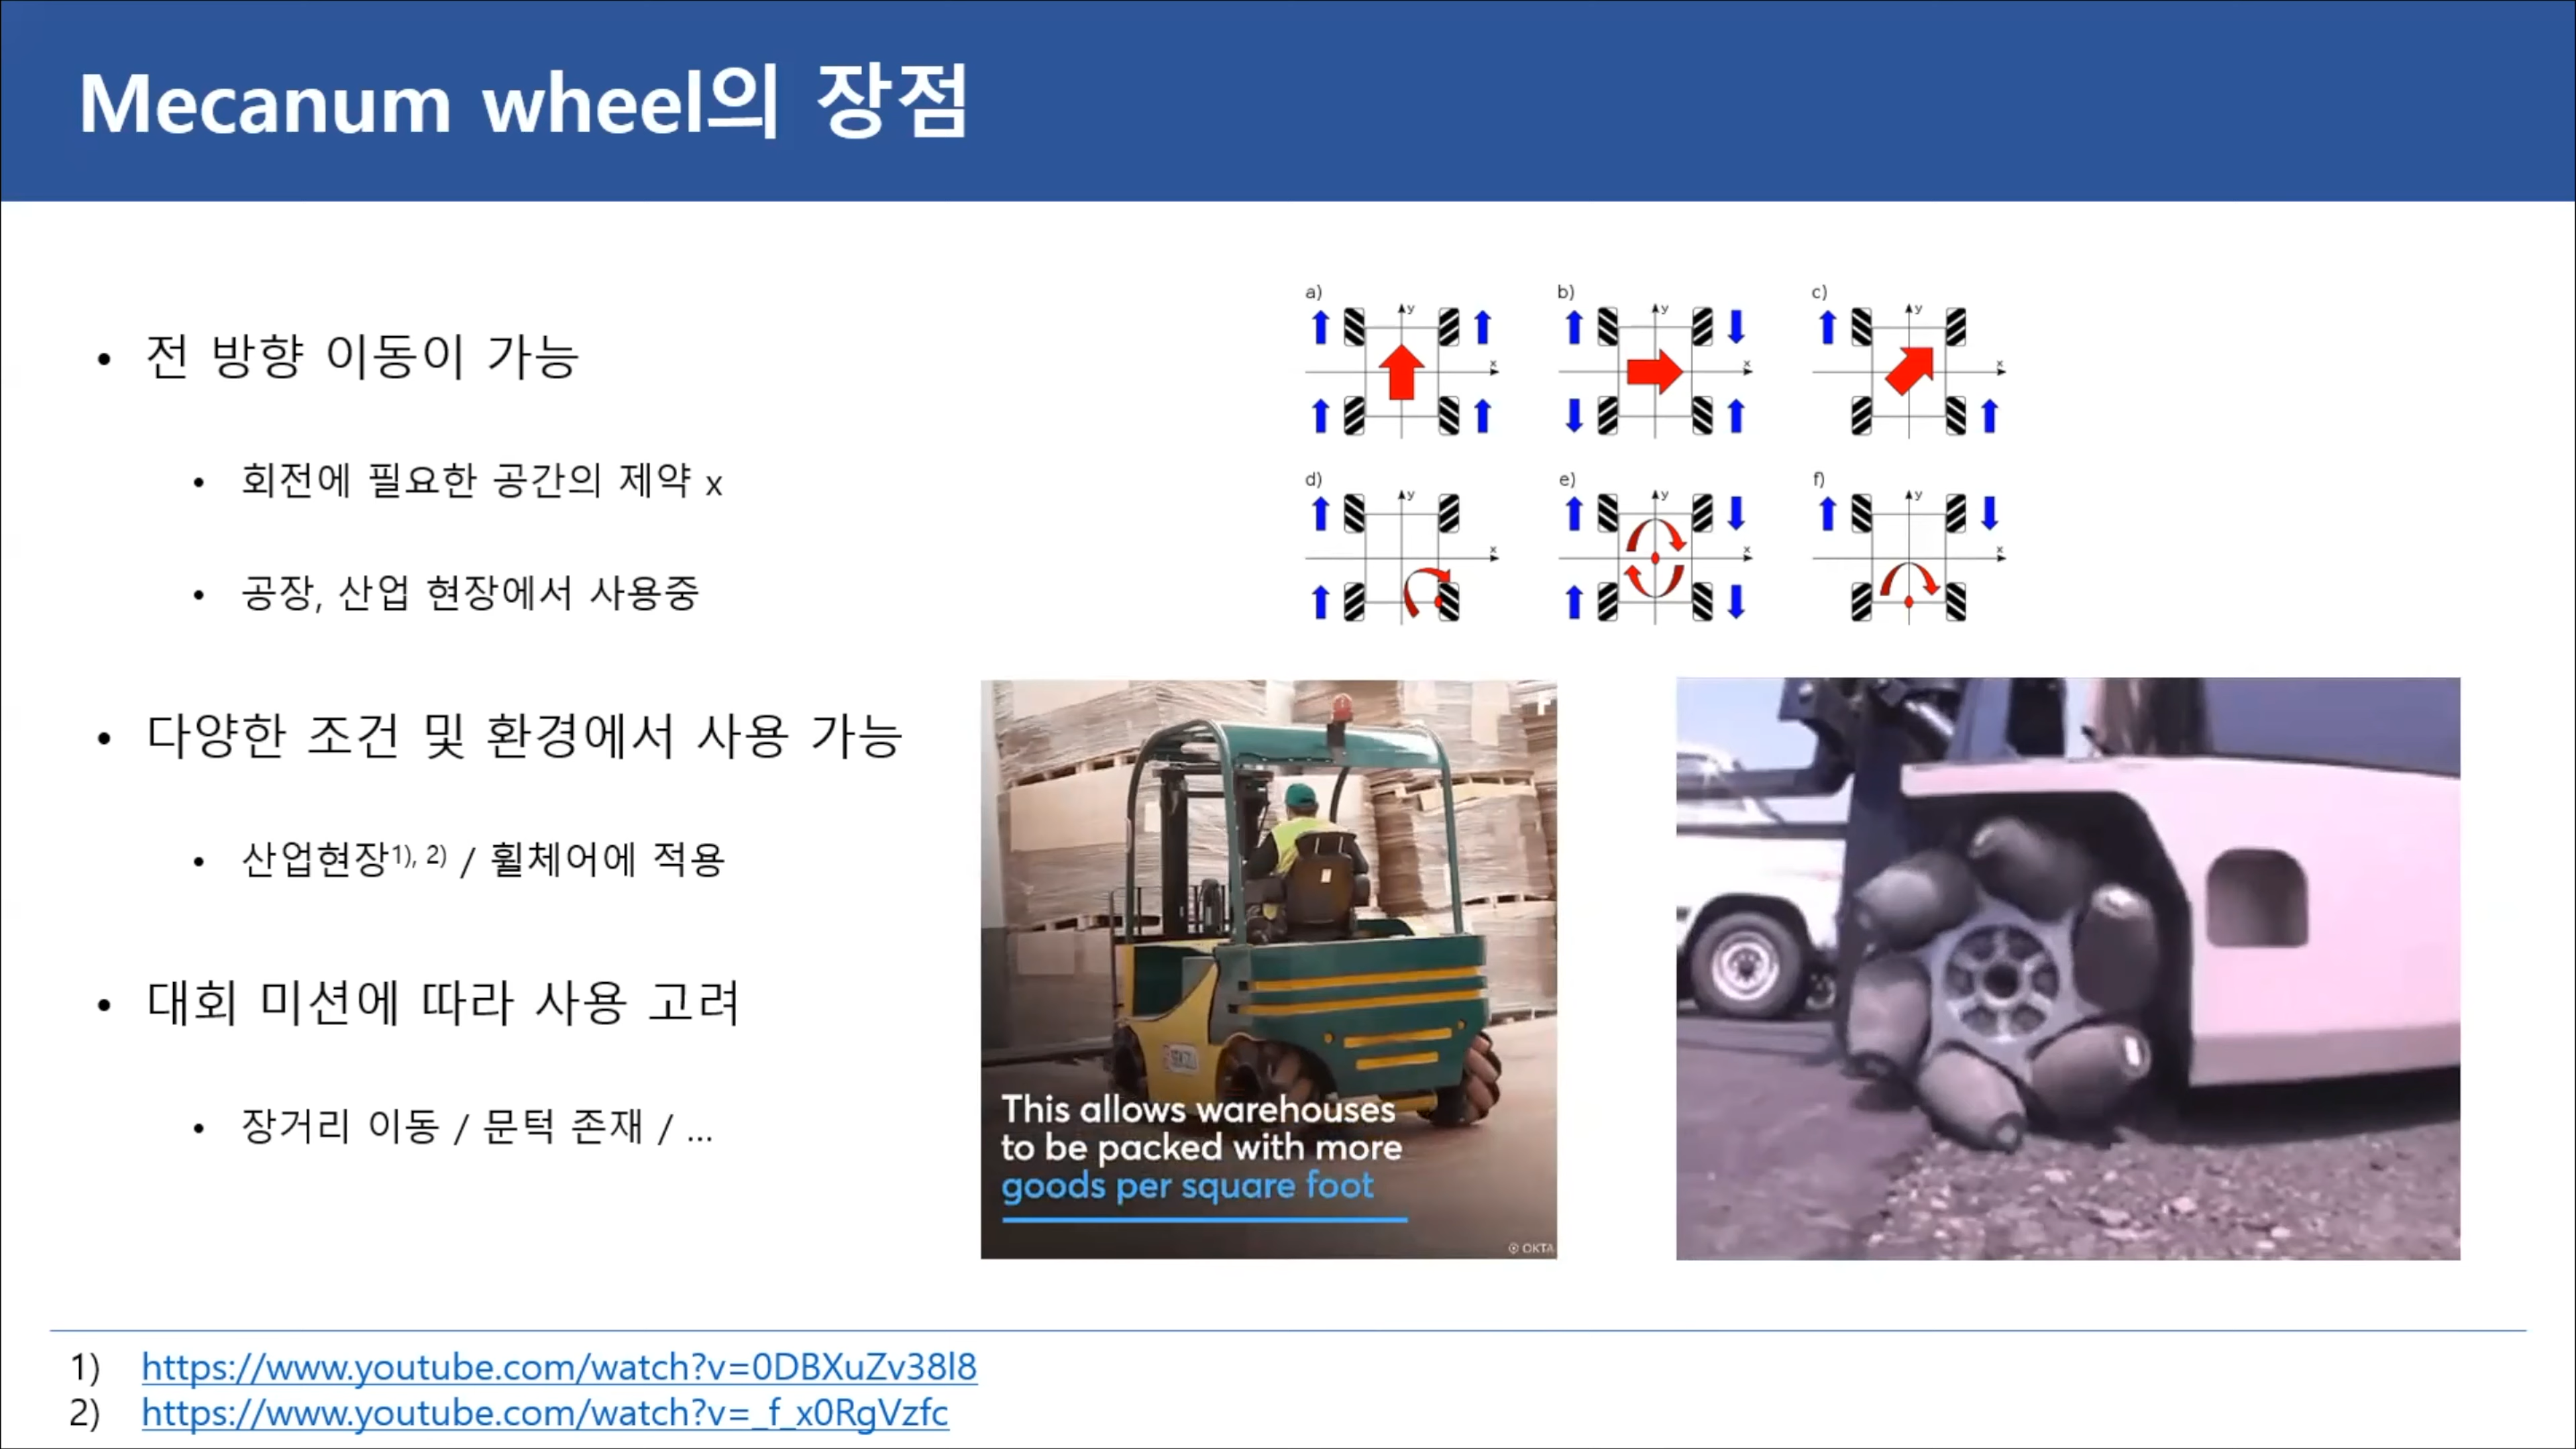 Mecanum wheel의 장점
• 전 방향 이동이 가능
• 회전에 필요한 공간의 제약 x
• 공장, 산업 현장에서 사용중
• 다양한 조건 및 환경에서 사용 가능
• 산업현장1), 2) / 휠체어에 적용
• 대회 미션에 따라 사용 고려
• 장거리 이동 / 문턱 존재 / ...
a) y x
b) y x
c) y x
d) y x
e) y x
f) y x
This allows warehouses
to be packed with more
goods per square foot
OKTA
1) https://www.youtube.com/watch?v=0DBXuZv38l8
2) https://www.youtube.com/watch?v=_f_x0RgVzfc